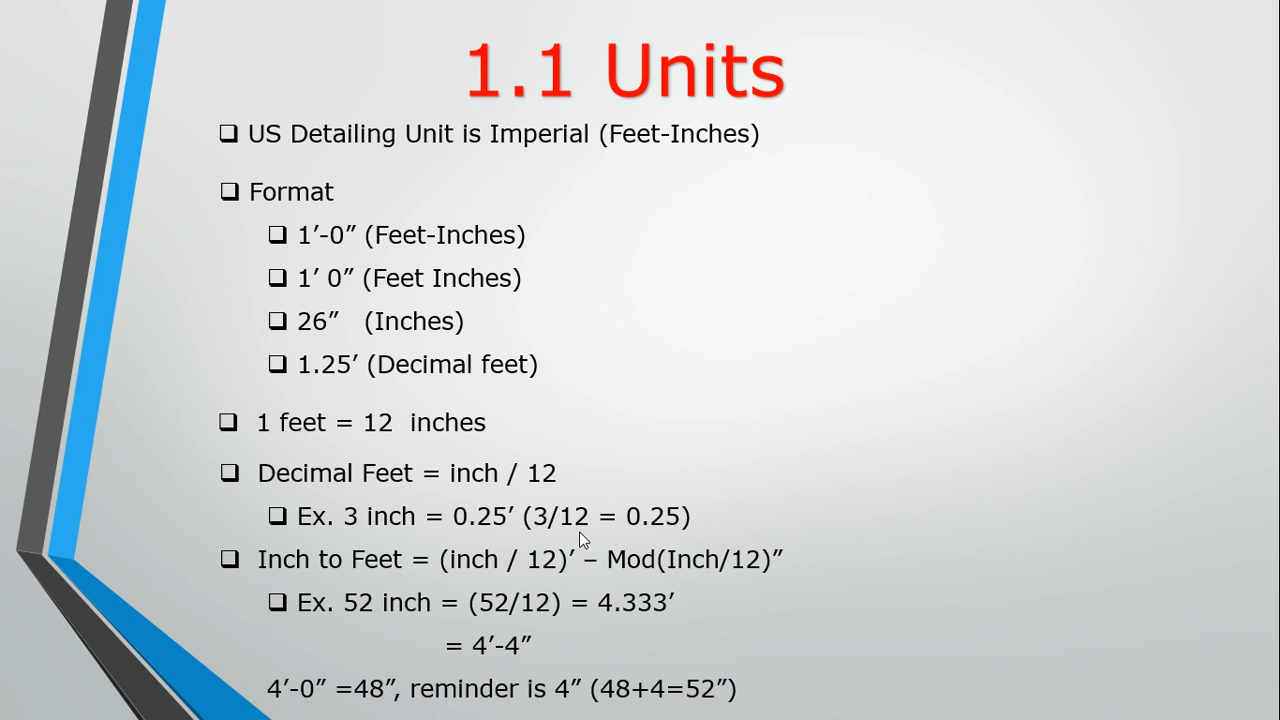 1.1 Units
❑ US Detailing Unit is Imperial (Feet-Inches)
❑ Format
❑ 1’-0” (Feet-Inches)
❑ 1’ 0” (Feet Inches)
❑ 26” (Inches)
❑ 1.25’ (Decimal feet)
❑ 1 feet = 12 inches
❑ Decimal Feet = inch / 12
❑ Ex. 3 inch = 0.25’ (3/12 = 0.25)
❑ Inch to Feet = (inch / 12)’ – Mod(Inch/12)”
❑ Ex. 52 inch = (52/12) = 4.333’
= 4’-4”
4’-0” =48”, reminder is 4” (48+4=52”)